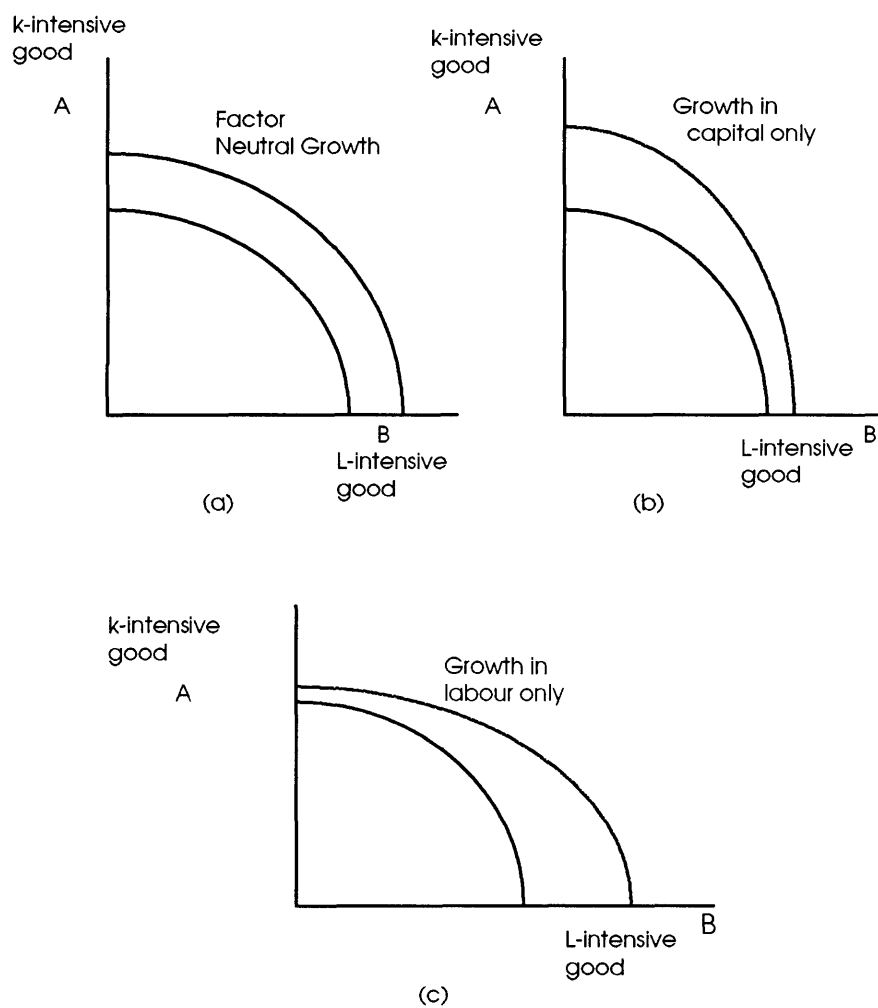 k-intensive
good
A
Factor
Neutral Growth
B
L-intensive
good
(a)
k-intensive
good
A
Growth in
capital only
B
L-intensive
good
(b)
k-intensive
good
A
Growth in
labour only
B
L-intensive
good
(c)